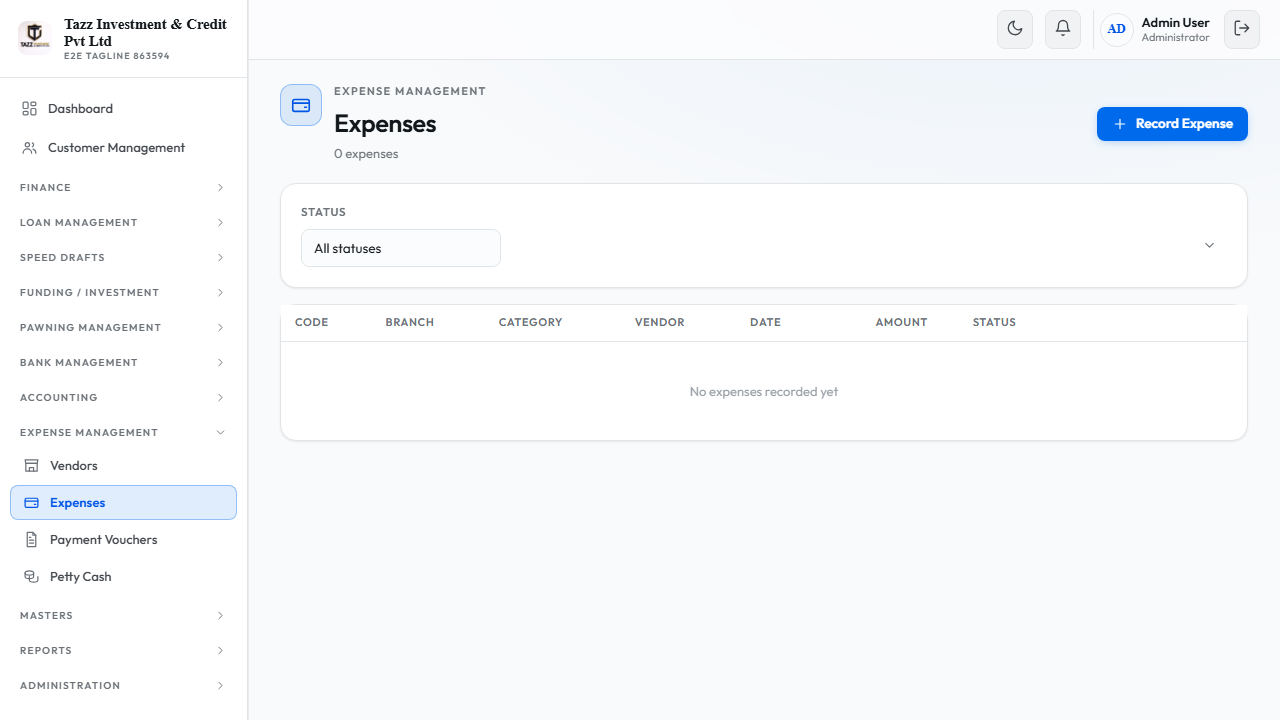 Tazz Investment & Credit
Pvt Ltd
E2E TAGLINE 863594
Dashboard
Customer Management
FINANCE
LOAN MANAGEMENT
SPEED DRAFTS
FUNDING / INVESTMENT
PAWNING MANAGEMENT
BANK MANAGEMENT
ACCOUNTING
EXPENSE MANAGEMENT
Vendors
Expenses
Payment Vouchers
Petty Cash
MASTERS
REPORTS
ADMINISTRATION
AD
Admin User
Administrator
EXPENSE MANAGEMENT
Expenses
0 expenses
Record Expense
STATUS
All statuses
CODE BRANCH CATEGORY VENDOR DATE AMOUNT STATUS
No expenses recorded yet